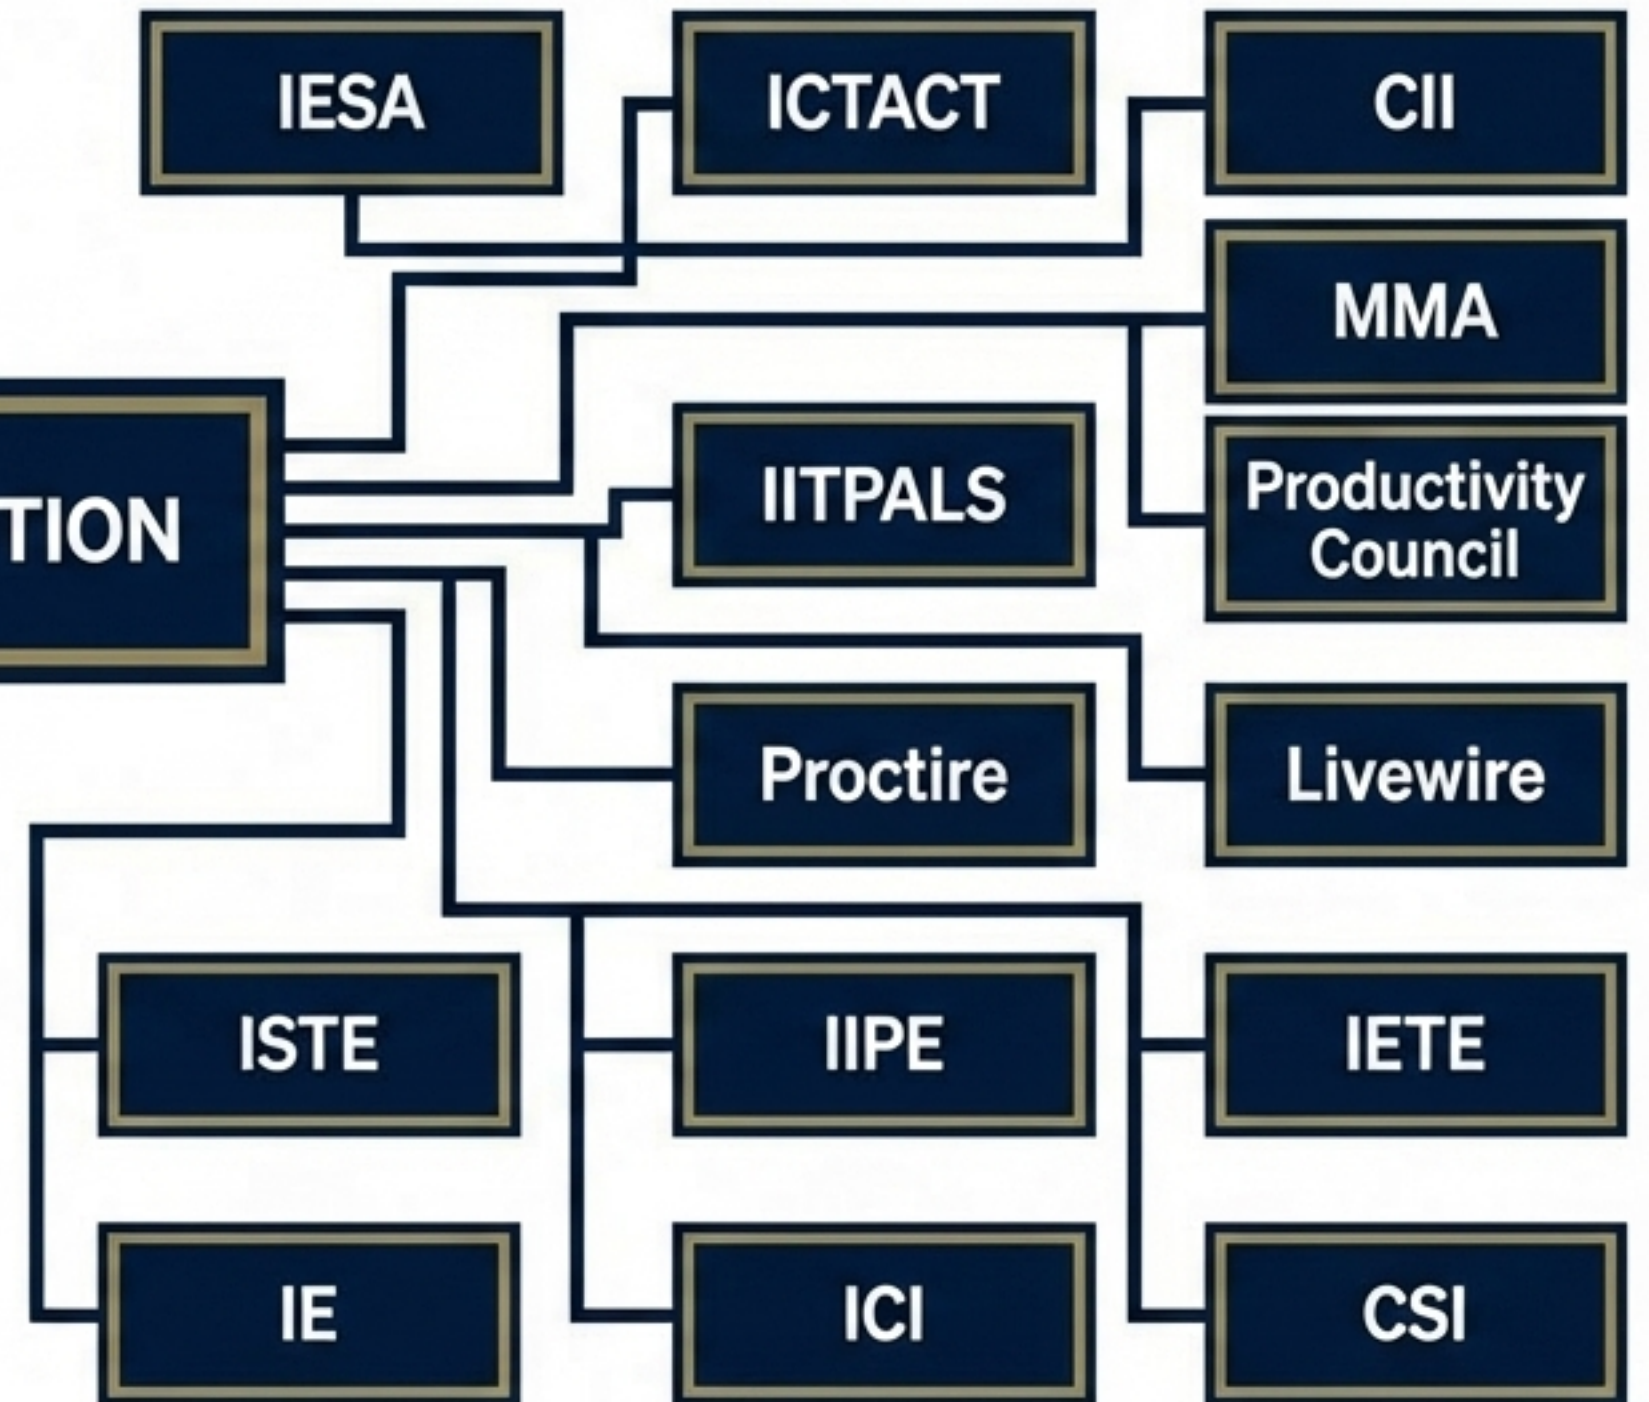 IESA
ICTACT
CII
MMA
TION
IITPALS
Productivity
Council
Proctire
Livewire
ISTE
IIPE
IETE
IE
ICI
CSI